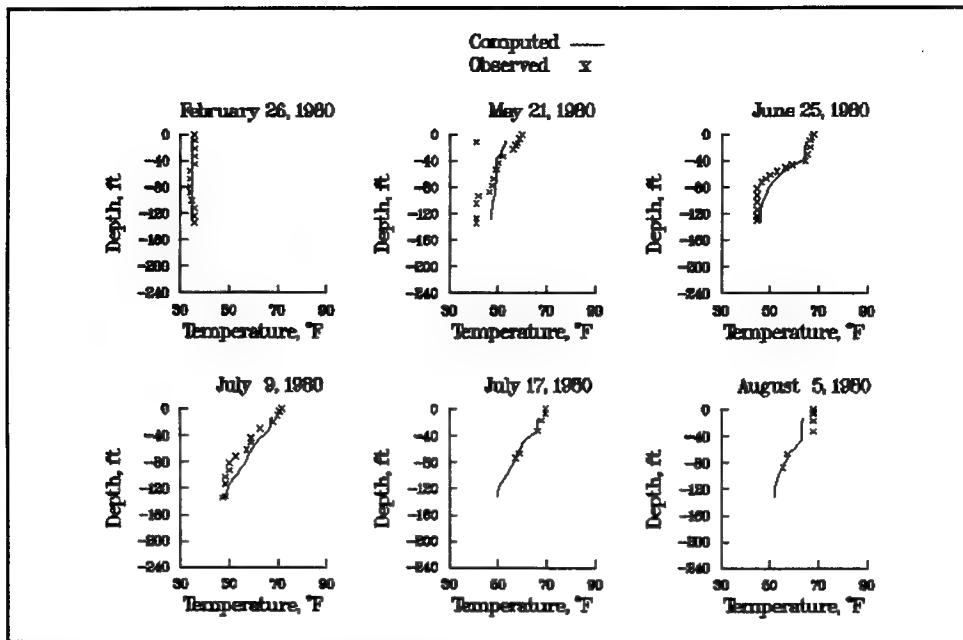 Computed
Observed x
February 26, 1980
0
-40
-80
-120
-160
-200
-240
Depth, ft
30 50 70 90
Temperature, °F
May 21, 1980
0
-40
-80
-120
-160
-200
-240
Depth, ft
30 50 70 90
Temperature, °F
June 25, 1980
0
-40
-80
-120
-160
-200
-240
Depth, ft
30 50 70 90
Temperature, °F
July 9, 1980
0
-40
-80
-120
-160
-200
-240
Depth, ft
30 50 70 90
Temperature, °F
July 17, 1980
0
-40
-80
-120
-160
-200
-240
Depth, ft
30 50 70 90
Temperature, °F
August 5, 1980
0
-40
-80
-120
-160
-200
-240
Depth, ft
30 50 70 90
Temperature, °F